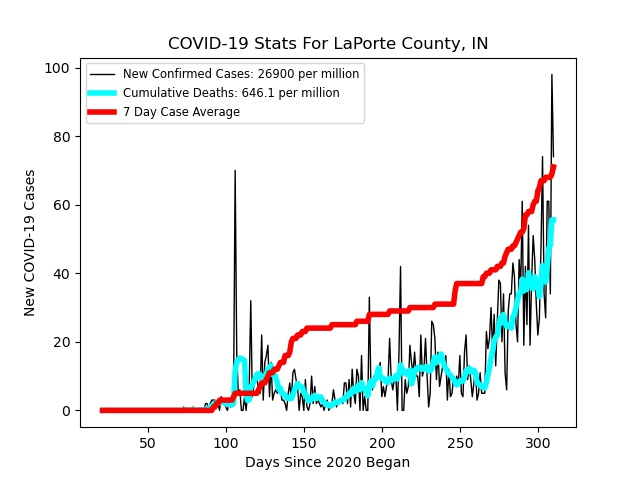 COVID-19 Stats For LaPorte County, IN
New Confirmed Cases: 26900 per million
Cumulative Deaths: 646.1 per million
7 Day Case Average
New COVID-19 Cases
100
80
60
40
20
0
50
100
150
200
250
300
Days Since 2020 Began